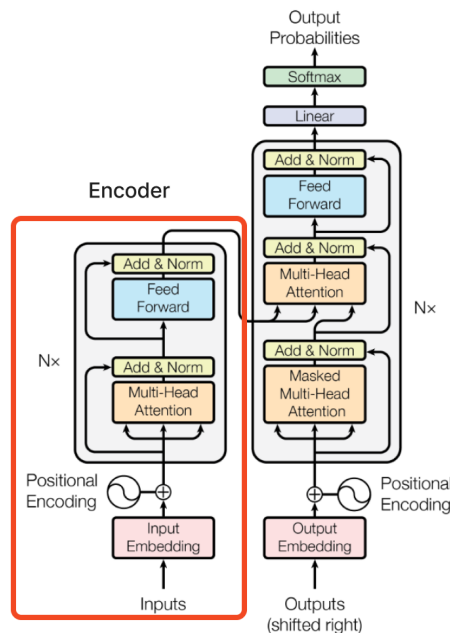 Output
Probabilities
Softmax
Linear
Add & Norm
Feed
Forward
Add & Norm
Multi-Head
Attention
Nx
Add & Norm
Masked
Multi-Head
Attention
Positional
Encoding
Output
Embedding
Outputs
(shifted right)
Encoder
Add & Norm
Feed
Forward
Nx
Add & Norm
Multi-Head
Attention
Positional
Encoding
Input
Embedding
Inputs